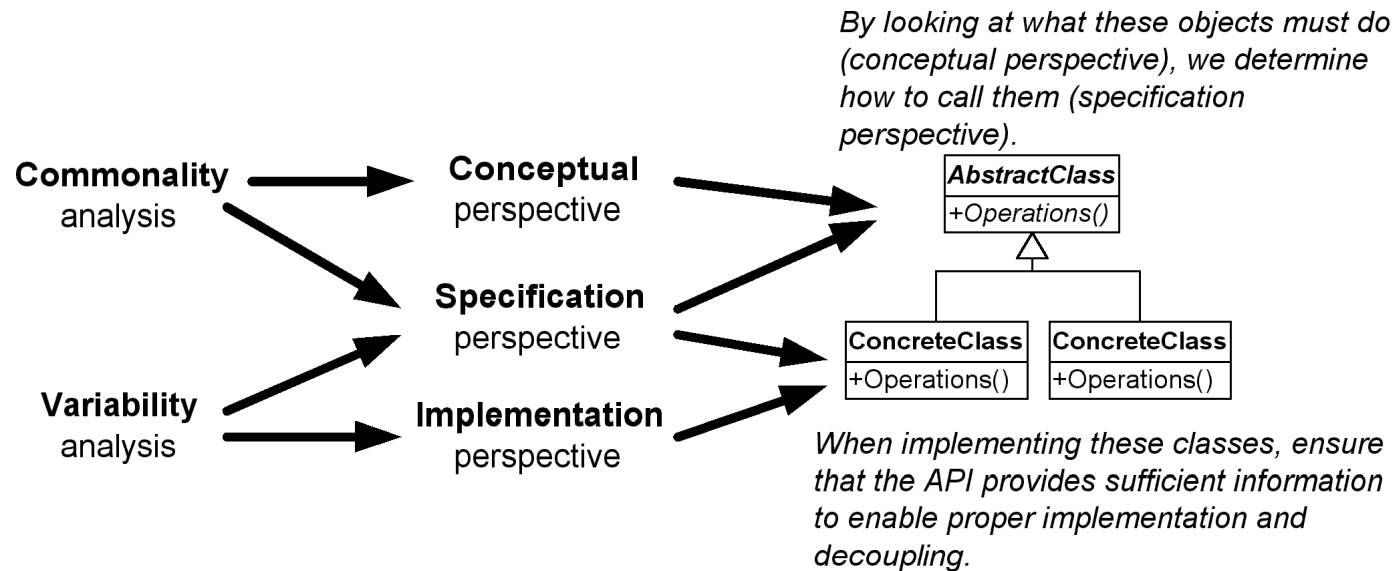 By looking at what these objects must do
(conceptual perspective), we determine
how to call them (specification
perspective).
Commonality
analysis
Conceptual
perspective
AbstractClass
+Operations()
Specification
perspective
ConcreteClass
+Operations()
ConcreteClass
+Operations()
Variability
analysis
Implementation
perspective
When implementing these classes, ensure
that the API provides sufficient information
to enable proper implementation and
decoupling.